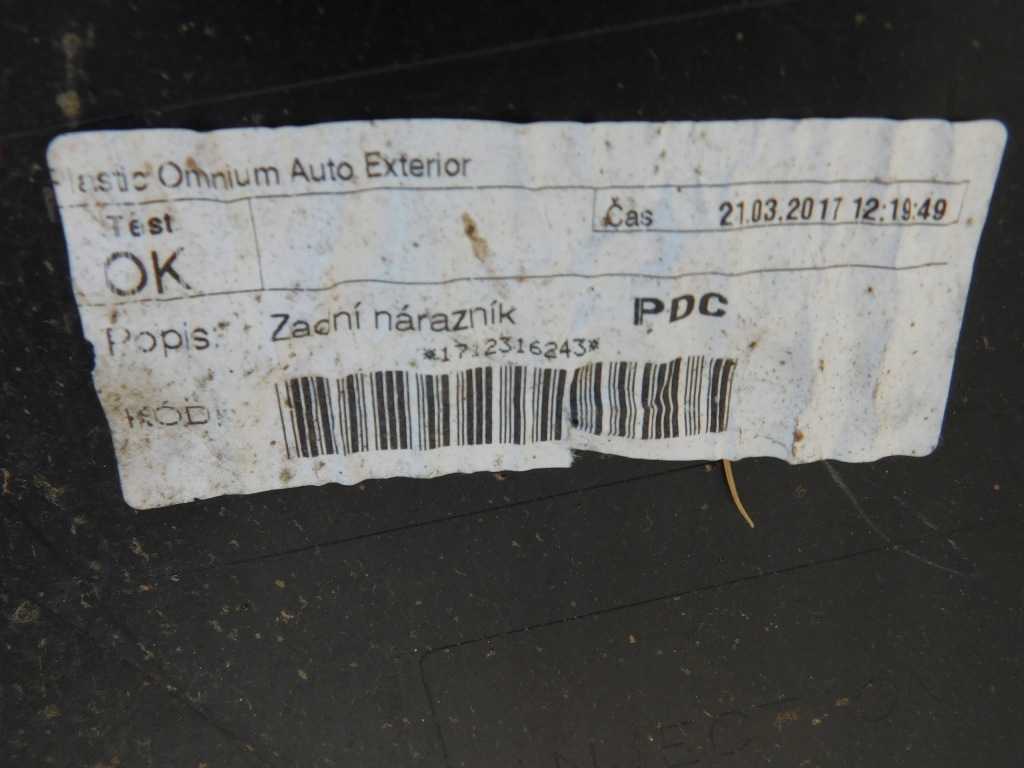 Plastic Omnium Auto Exterior
Test
Čas 21.03.2017 12:19:49
OK
Popis: Zadní nárazník PDC
*1712316243*
KÓD: